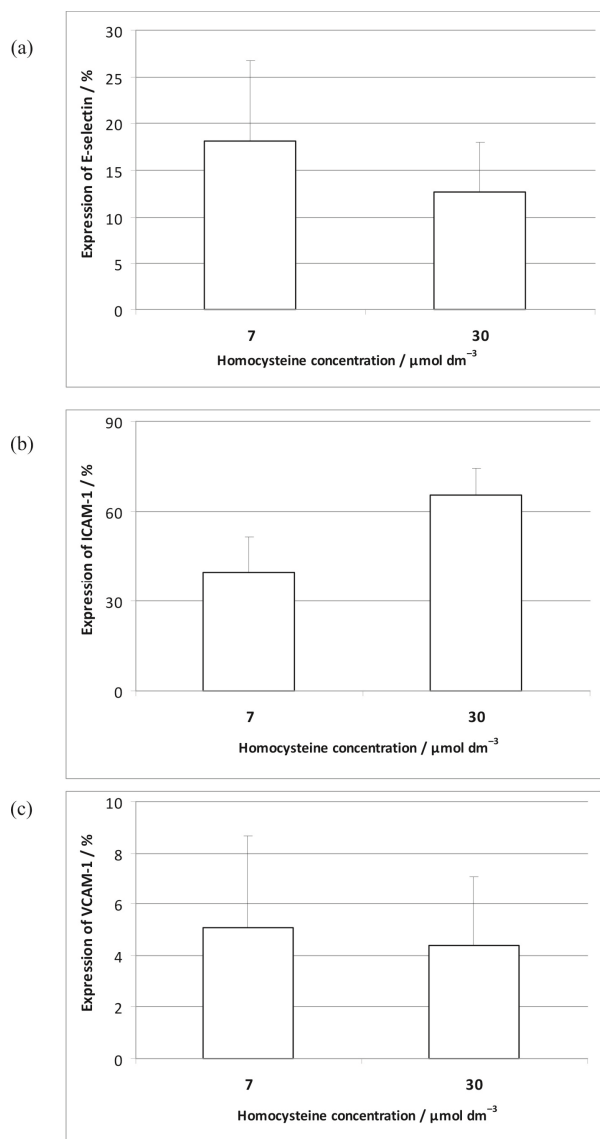 (a)
Expression of E-selectin / %
30
25
20
15
10
5
0
7 30
Homocysteine concentration / μmol dm⁻³
(b)
Expression of ICAM-1 / %
90
60
30
0
7 30
Homocysteine concentration / μmol dm⁻³
(c)
Expression of VCAM-1 / %
10
8
6
4
2
0
7 30
Homocysteine concentration / μmol dm⁻³